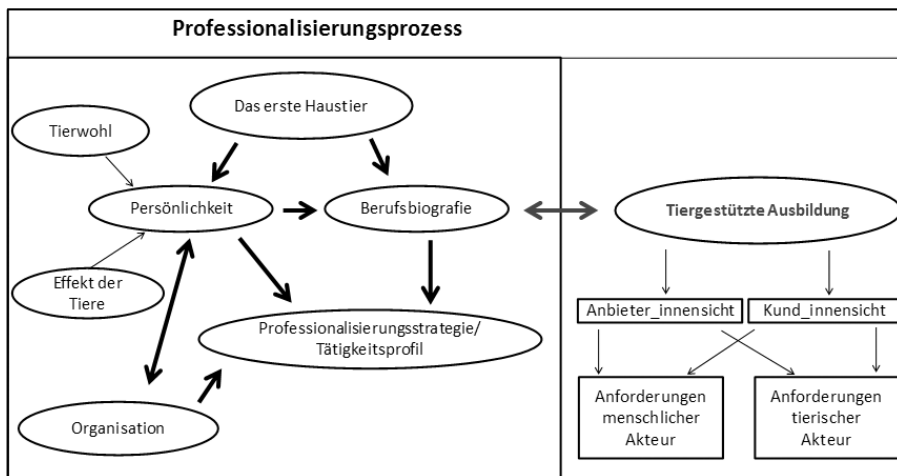 Professionalisierungsprozess
Das erste Haustier
Tierwohl
Persönlichkeit
Berufsbiografie
Tiergestützte Ausbildung
Effekt der
Tiere
Anbieter_innensicht
Kund_innensicht
Professionalisierungsstrategie/
Tätigkeitsprofil
Anforderungen
menschlicher
Akteur
Anforderungen
tierischer
Akteur
Organisation